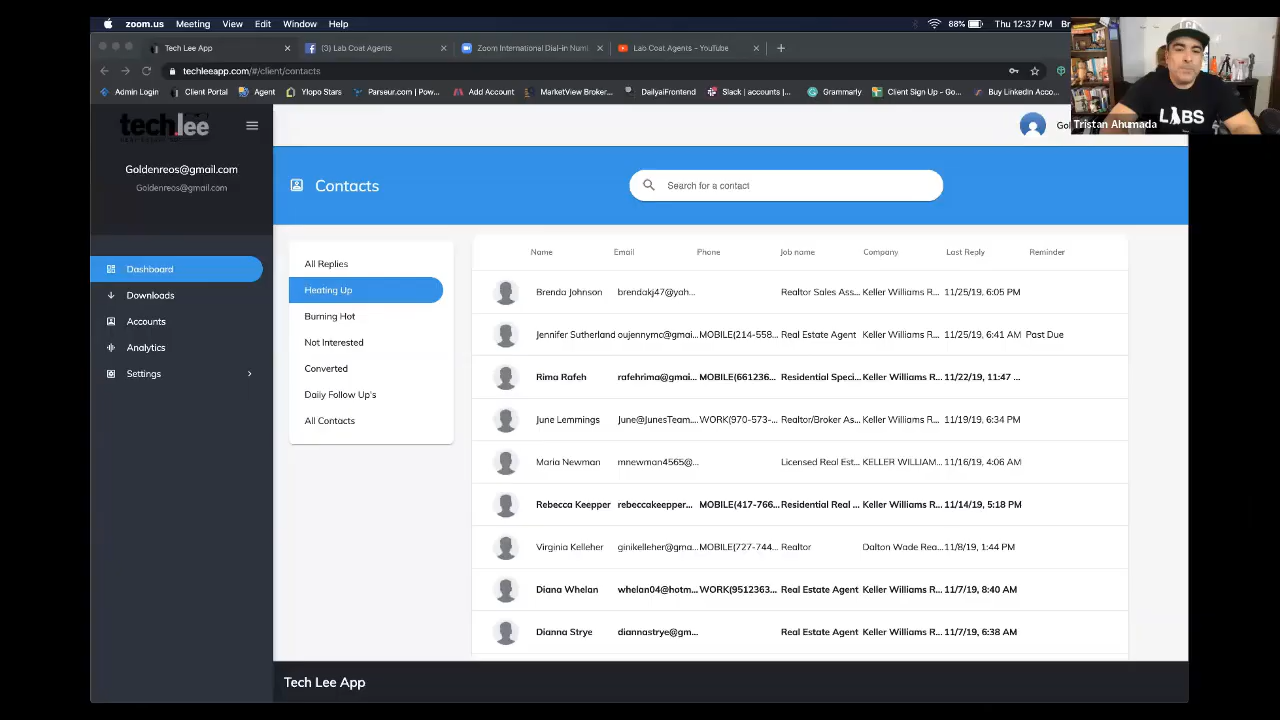 zoom.us Meeting View Edit Window Help 88% Thu 12:37 PM Br
Tech Lee App (3) Lab Coat Agents Zoom International Dial-in Num Lab Coat Agents - YouTube
techleeapp.com/#/client/contacts
Admin Login Client Portal Agent Ylopo Stars Parseur.com | Pow... Add Account MarketView Broker... DailyaiFrontend Slack | accounts |... Grammarly Client Sign Up - Go... Buy LinkedIn Acco...
LABS
Tristan Ahumada
tech.lee
Goldenreos@gmail.com
Goldenreos@gmail.com
Dashboard
Downloads
Accounts
Analytics
Settings
Gol
Contacts
Search for a contact
All Replies
Heating Up
Burning Hot
Not Interested
Converted
Daily Follow Up's
All Contacts
Name Email Phone Job name Company Last Reply Reminder
Brenda Johnson brendakj47@yah... Realtor Sales Ass... Keller Williams R... 11/25/19, 6:05 PM
Jennifer Sutherland oujennymc@gmai... MOBILE(214-558... Real Estate Agent Keller Williams R... 11/25/19, 6:41 AM Past Due
Rima Rafeh rafehrima@gmai... MOBILE(661236... Residential Speci... Keller Williams R... 11/22/19, 11:47 ...
June Lemmings June@JunesTeam... WORK(970-573-... Realtor/Broker As... Keller Williams R... 11/19/19, 6:34 PM
Maria Newman mnewman4565@... Licensed Real Est... KELLER WILLIAM... 11/16/19, 4:06 AM
Rebecca Keepper rebeccakeepper... MOBILE(417-766... Residential Real ... Keller Williams R... 11/14/19, 5:18 PM
Virginia Kelleher ginikelleher@gma... MOBILE(727-744... Realtor Dalton Wade Rea... 11/8/19, 1:44 PM
Diana Whelan whelan04@hotm... WORK(9512363... Real Estate Agent Keller Williams R... 11/7/19, 8:40 AM
Dianna Strye diannastrye@gm... Real Estate Agent Keller Williams R... 11/7/19, 6:38 AM
Tech Lee App